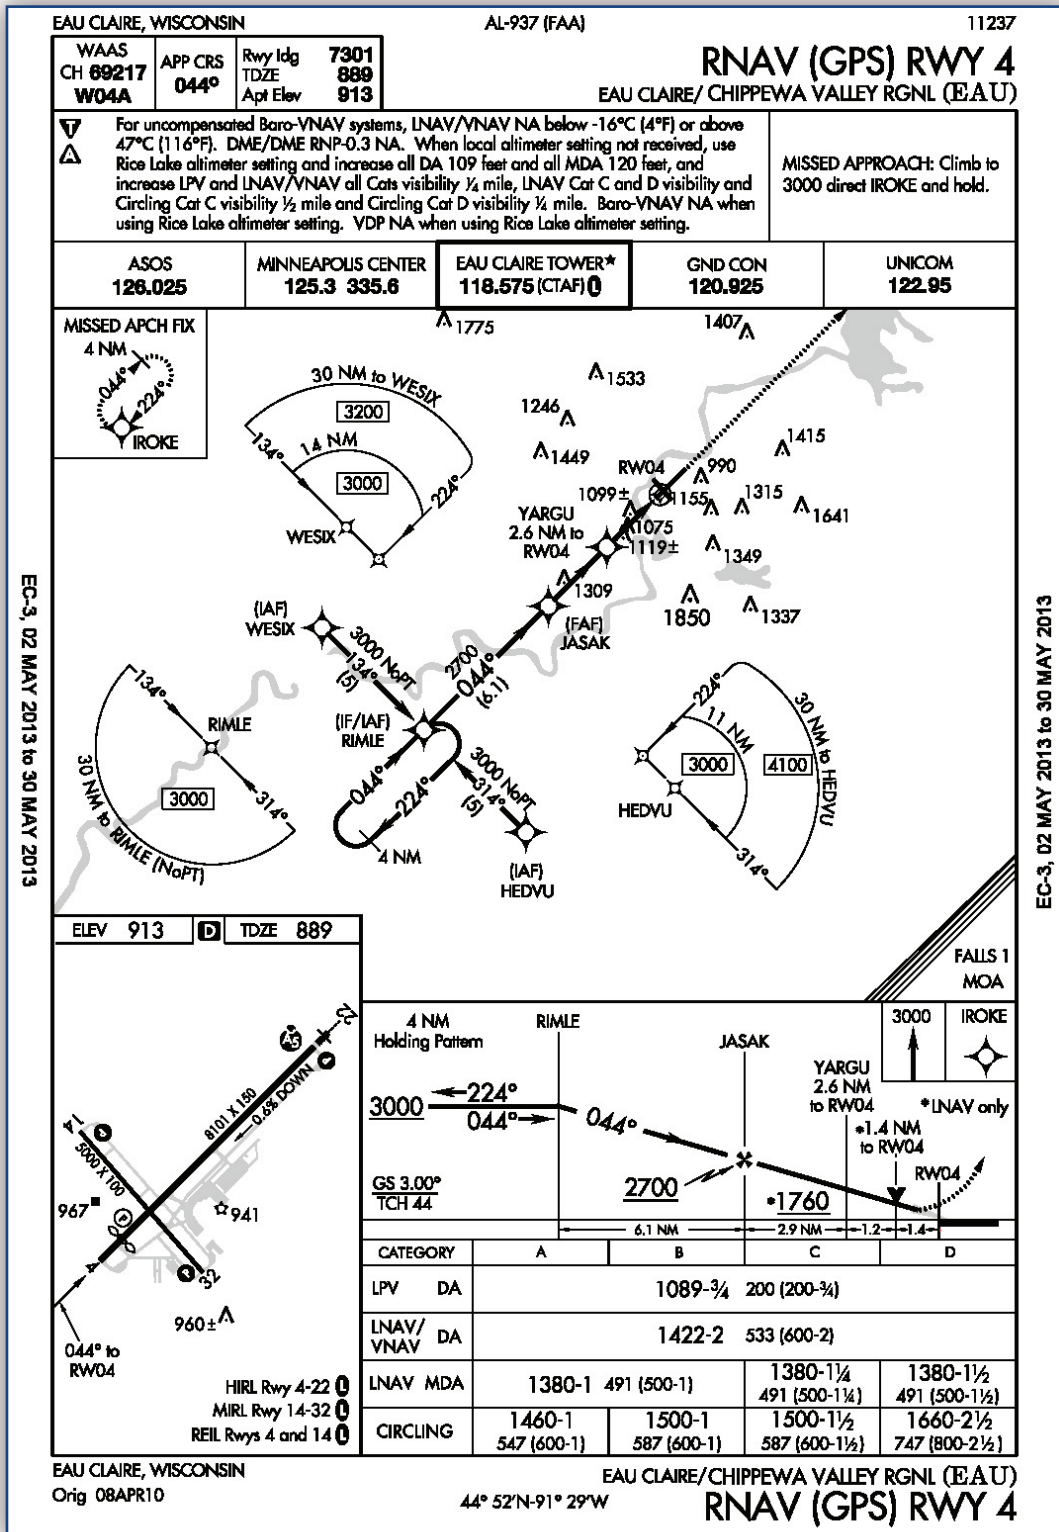 EAU CLAIRE, WISCONSIN
AL-937 (FAA)
11237
WAAS
CH 69217
W04A
APP CRS
044°
Rwy ldg 7301
TDZE 889
Apt Elev 913
RNAV (GPS) RWY 4
EAU CLAIRE/ CHIPPEWA VALLEY RGNL (EAU)
T
A
For uncompensated Baro-VNAV systems, LNAV/VNAV NA below -16°C (4°F) or above
47°C (116°F). DME/DME RNP-0.3 NA. When local altimeter setting not received, use
Rice Lake altimeter setting and increase all DA 109 feet and all MDA 120 feet, and
increase LPV and LNAV/VNAV all Cats visibility ¼ mile, LNAV Cat C and D visibility and
Circling Cat C visibility ½ mile and Circling Cat D visibility ¼ mile. Baro-VNAV NA when
using Rice Lake altimeter setting. VDP NA when using Rice Lake altimeter setting.
MISSED APPROACH: Climb to
3000 direct IROKE and hold.
ASOS
126.025
MINNEAPOLIS CENTER
125.3 335.6
EAU CLAIRE TOWER★
118.575 (CTAF) L
GND CON
120.925
UNICOM
122.95
MISSED APCH FIX
4 NM
044°
224°
IROKE
1775
1407
1533
1246
1449
1415
30 NM to WESIX
3200
14 NM
3000
134°
224°
WESIX
RW04
990
1099±
1155
1315
1641
YARGU
2.6 NM to
RW04
1075
1119±
1349
1309
1850
1337
(FAF)
JASAK
(IAF)
WESIX
3000 NoPT
134°
(5)
2700
044°
(6.1)
(IF/IAF)
RIMLE
044°
224°
4 NM
3000 NoPT
314°
(5)
(IAF)
HEDVU
134°
RIMLE
3000
314°
30 NM to RIMLE (NoPT)
224°
11 NM
3000
4100
30 NM to HEDVU
HEDVU
314°
FALLS 1
MOA
EC-3, 02 MAY 2013 to 30 MAY 2013
EC-3, 02 MAY 2013 to 30 MAY 2013
ELEV 913
D
TDZE 889
22
A5
8101 X 150
0.6% DOWN
14
5000 X 100
967
941
P
4
32
960±
044° to
RW04
HIRL Rwy 4-22 L
MIRL Rwy 14-32 L
REIL Rwys 4 and 14 L
4 NM
Holding Pattern
RIMLE
JASAK
3000
IROKE
YARGU
2.6 NM
to RW04
*LNAV only
*1.4 NM
to RW04
RW04
3000
224°
044°
044°
GS 3.00°
TCH 44
2700
*1760
6.1 NM
2.9 NM
1.2
1.4
CATEGORY A B C D
LPV DA 1089-¾ 200 (200-¾)
LNAV/
VNAV DA 1422-2 533 (600-2)
LNAV MDA 1380-1 491 (500-1)
1380-1¼
491 (500-1¼)
1380-1½
491 (500-1½)
CIRCLING
1460-1
547 (600-1)
1500-1
587 (600-1)
1500-1½
587 (600-1½)
1660-2½
747 (800-2½)
EAU CLAIRE, WISCONSIN
Orig 08APR10
44° 52'N-91° 29'W
EAU CLAIRE/CHIPPEWA VALLEY RGNL (EAU)
RNAV (GPS) RWY 4